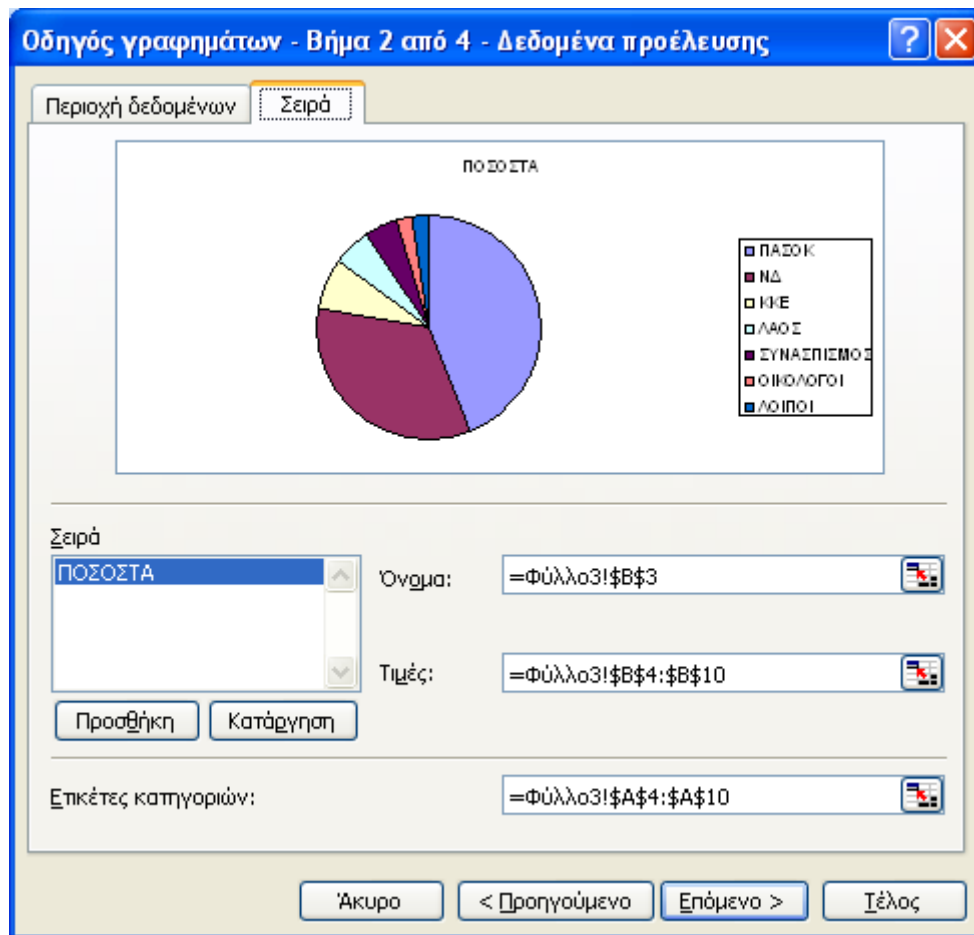 Οδηγός γραφημάτων - Βήμα 2 από 4 - Δεδομένα προέλευσης
Περιοχή δεδομένων
Σειρά
ΠΟΣΟΣΤΑ
ΠΑΣΟΚ
ΝΔ
ΚΚΕ
ΛΑΟΣ
ΣΥΝΑΣΠΙΣΜΟΣ
ΟΙΚΟΛΟΓΟΙ
ΛΟΙΠΟΙ
Σειρά
ΠΟΣΟΣΤΑ
Όνομα:
=Φύλλο3!$B$3
Τιμές:
=Φύλλο3!$B$4:$B$10
Προσθήκη
Κατάργηση
Ετικέτες κατηγοριών:
=Φύλλο3!$A$4:$A$10
Άκυρο
< Προηγούμενο
Επόμενο >
Τέλος